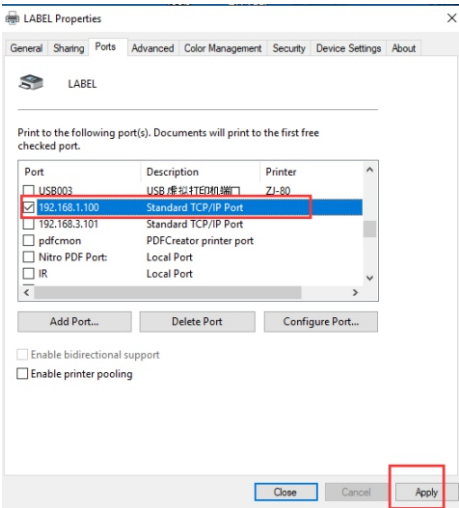 LABEL Properties
General Sharing Ports Advanced Color Management Security Device Settings About
LABEL
Print to the following port(s). Documents will print to the first free
checked port.
Port Description Printer
USB003 USB 虚拟打印机端口 ZJ-80
192.168.1.100 Standard TCP/IP Port
192.168.3.101 Standard TCP/IP Port
pdfcmon PDFCreator printer port
Nitro PDF Port: Local Port
IR Local Port
Add Port... Delete Port Configure Port...
Enable bidirectional support
Enable printer pooling
Close Cancel Apply